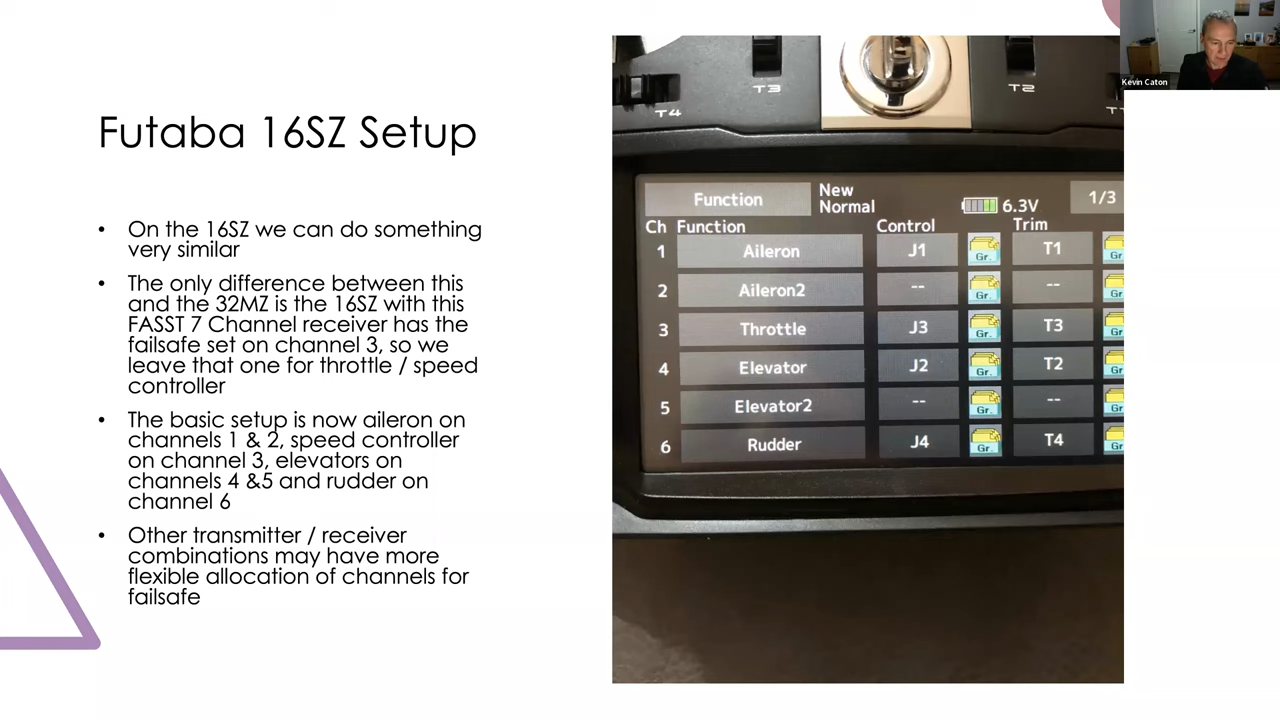 Futaba 16SZ Setup
• On the 16SZ we can do something
very similar
• The only difference between this
and the 32MZ is the 16SZ with this
FASST 7 Channel receiver has the
failsafe set on channel 3, so we
leave that one for throttle / speed
controller
• The basic setup is now aileron on
channels 1 & 2, speed controller
on channel 3, elevators on
channels 4 &5 and rudder on
channel 6
• Other transmitter / receiver
combinations may have more
flexible allocation of channels for
failsafe
T4 T3 T2
Function New Normal 6.3V 1/3
Ch Function Control Trim
1 Aileron J1 Gr. T1 Gr.
2 Aileron2 -- Gr. -- Gr.
3 Throttle J3 Gr. T3 Gr.
4 Elevator J2 Gr. T2 Gr.
5 Elevator2 -- Gr. -- Gr.
6 Rudder J4 Gr. T4 Gr.
Kevin Caton